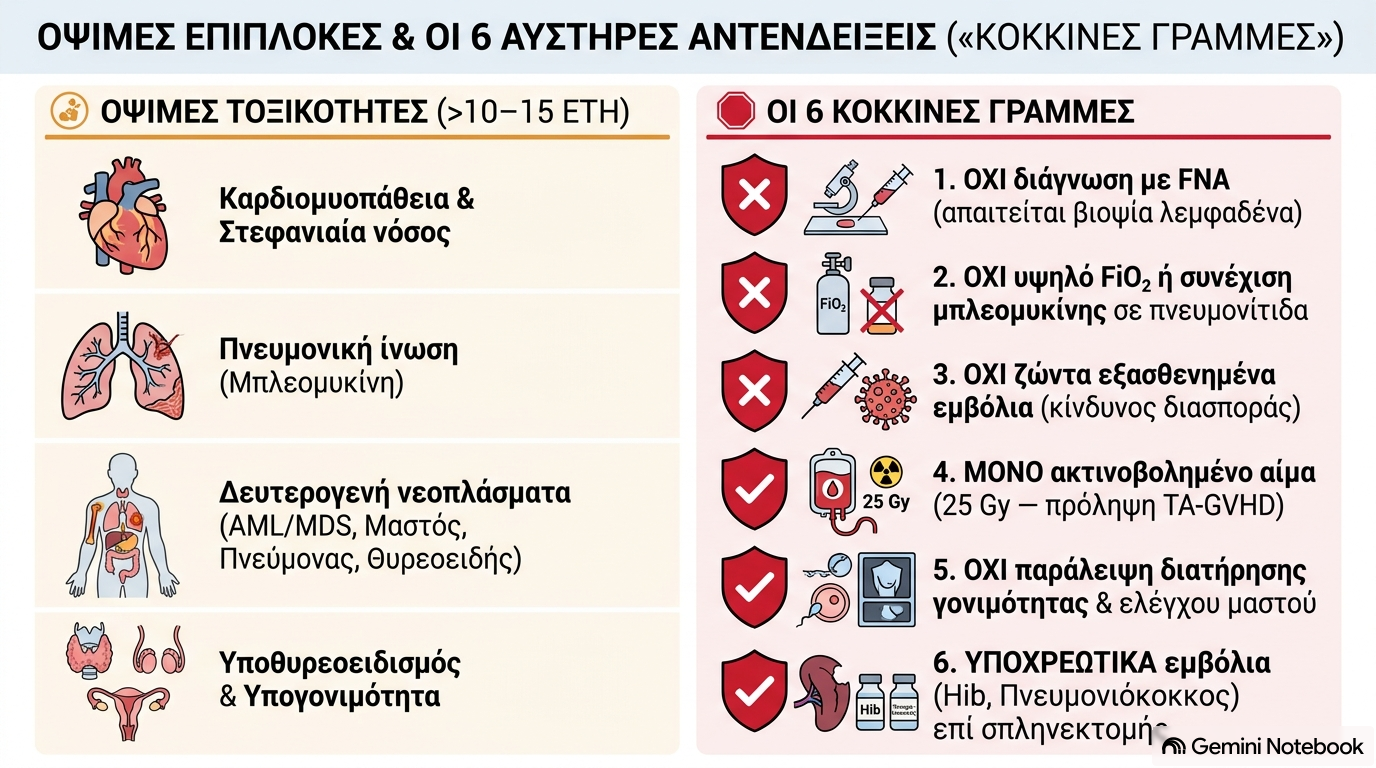 ΟΨΙΜΕΣ ΕΠΙΠΛΟΚΕΣ & ΟΙ 6 ΑΥΣΤΗΡΕΣ ΑΝΤΕΝΔΕΙΞΕΙΣ («ΚΟΚΚΙΝΕΣ ΓΡΑΜΜΕΣ»)
ΟΨΙΜΕΣ ΤΟΞΙΚΟΤΗΤΕΣ (>10–15 ΕΤΗ)
Καρδιομυοπάθεια &
Στεφανιαία νόσος
Πνευμονική ίνωση
(Μπλεομυκίνη)
Δευτερογενή νεοπλάσματα
(AML/MDS, Μαστός,
Πνεύμονας, Θυρεοειδής)
Υποθυρεοειδισμός
& Υπογονιμότητα
ΟΙ 6 ΚΟΚΚΙΝΕΣ ΓΡΑΜΜΕΣ
1. ΟΧΙ διάγνωση με FNA
(απαιτείται βιοψία λεμφαδένα)
FiO₂
2. ΟΧΙ υψηλό FiO₂ ή συνέχιση
μπλεομυκίνης σε πνευμονίτιδα
3. ΟΧΙ ζώντα εξασθενημένα
εμβόλια (κίνδυνος διασποράς)
25 Gy
4. ΜΟΝΟ ακτινοβολημένο αίμα
(25 Gy — πρόληψη TA-GVHD)
5. ΟΧΙ παράλειψη διατήρησης
γονιμότητας & ελέγχου μαστού
Hib
6. ΥΠΟΧΡΕΩΤΙΚΑ εμβόλια
(Hib, Πνευμονιόκοκκος)
επί σπληνεκτομής
Gemini Notebook